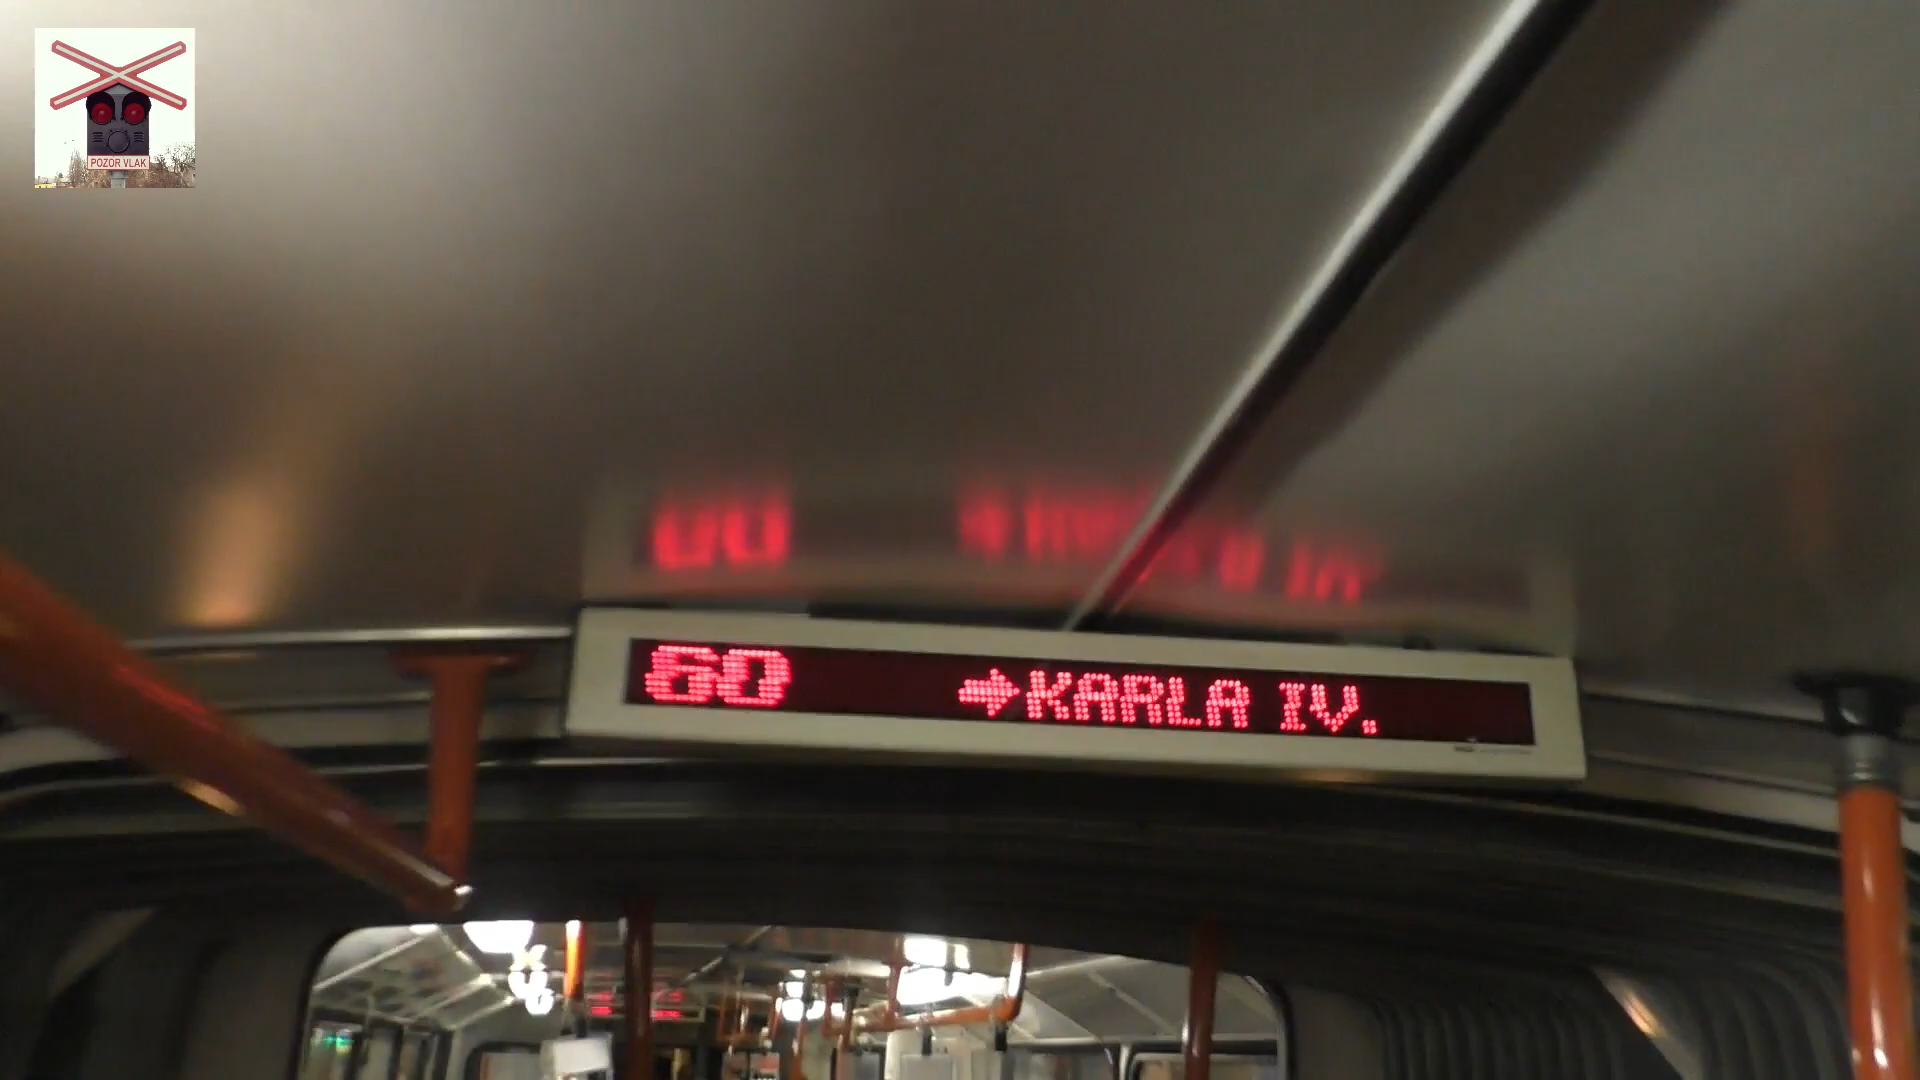 POZOR VLAK
60 → KARLA IV.